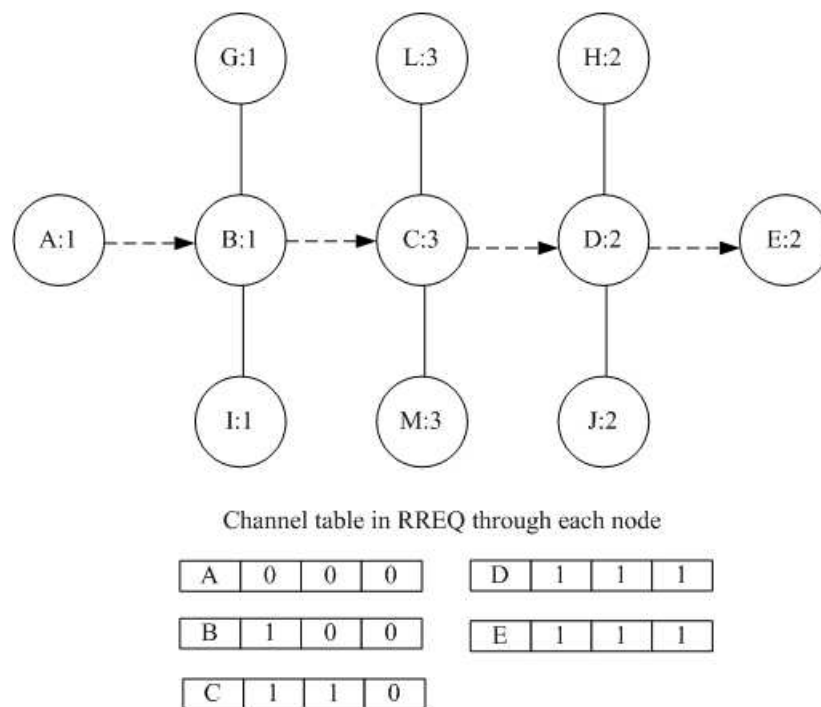 G:1 L:3 H:2
A:1 B:1 C:3 D:2 E:2
I:1 M:3 J:2
Channel table in RREQ through each node
A 0 0 0 D 1 1 1
B 1 0 0 E 1 1 1
C 1 1 0